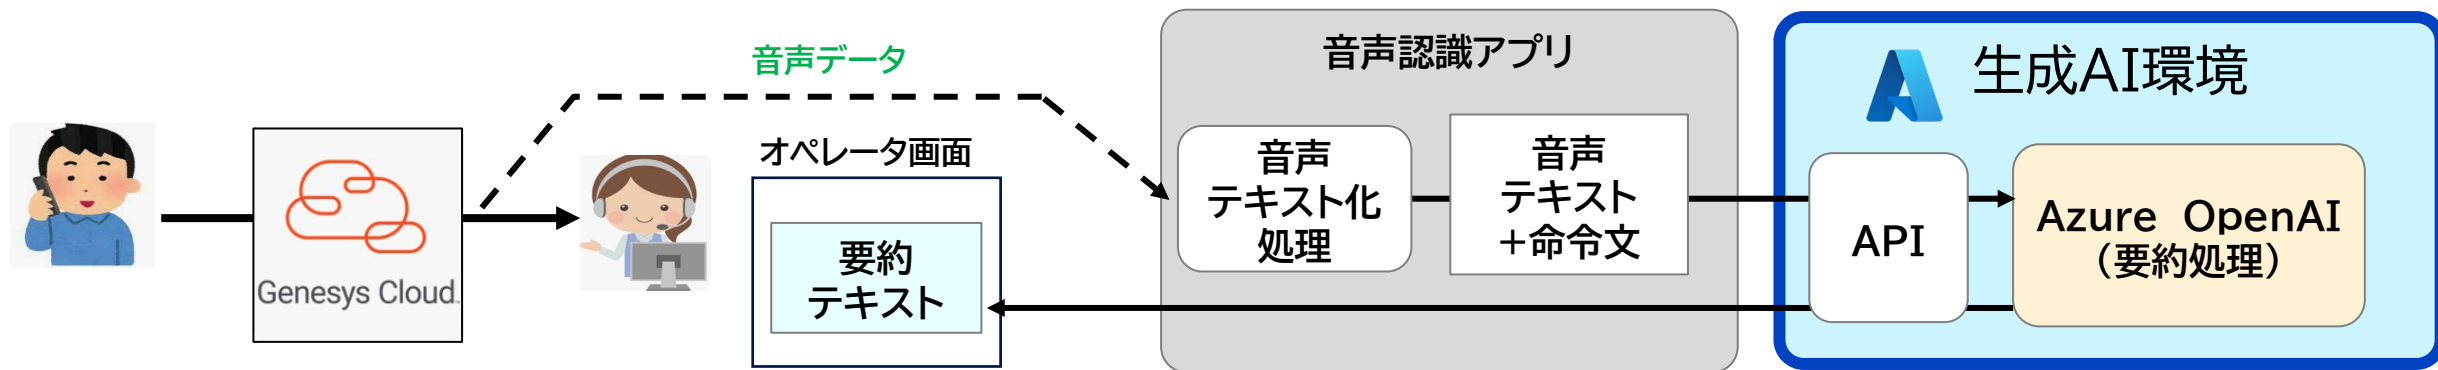 音声データ
Genesys Cloud
オペレータ画面
要約
テキスト
音声認識アプリ
音声
テキスト化
処理
音声
テキスト
+命令文
生成AI環境
API
Azure OpenAI
（要約処理）